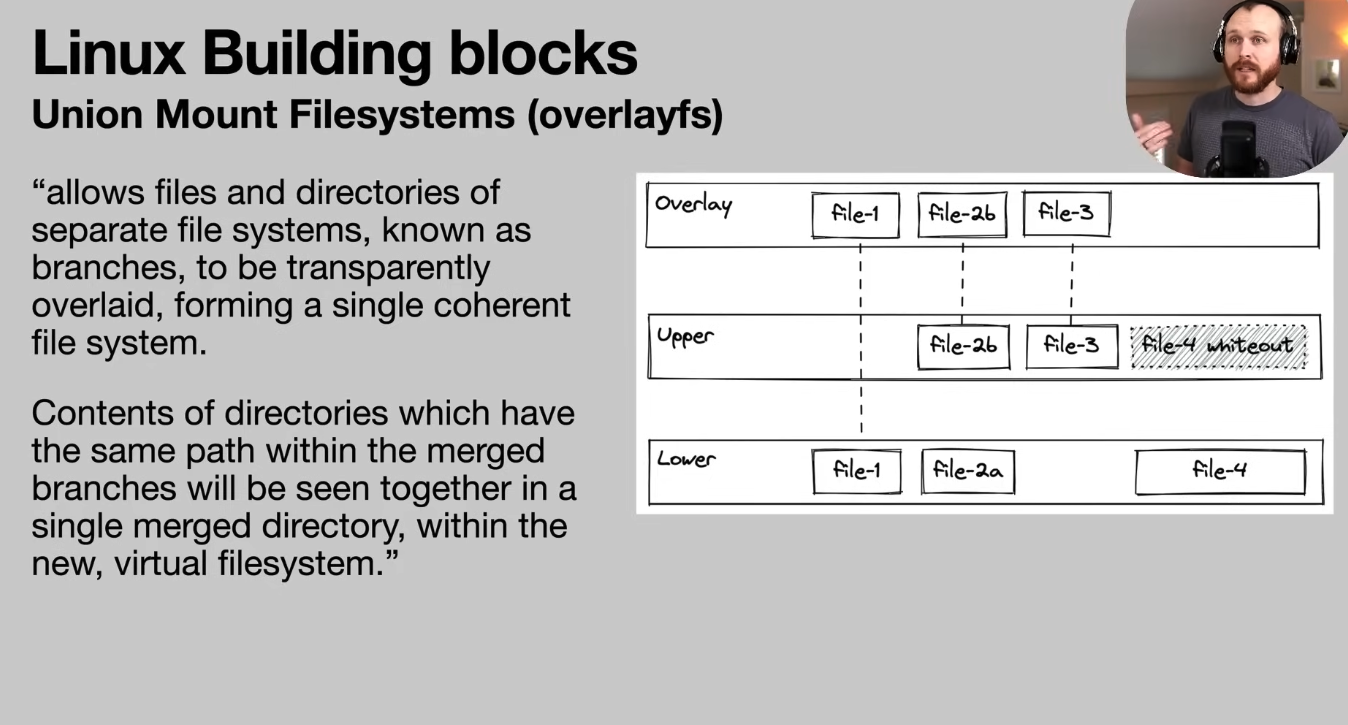 Linux Building blocks
Union Mount Filesystems (overlayfs)
“allows files and directories of
separate file systems, known as
branches, to be transparently
overlaid, forming a single coherent
file system.
Contents of directories which have
the same path within the merged
branches will be seen together in a
single merged directory, within the
new, virtual filesystem.”
Overlay file-1 file-2b file-3
Upper file-2b file-3 file-4 whiteout
Lower file-1 file-2a file-4